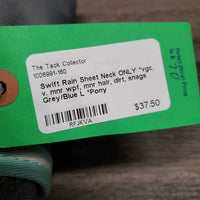 The Tack Collector
1006991-160
Swift Rain Sheet Neck ONLY *vgc,
v. mnr wpf, mnr hair, dirt, snags
Grey/Blue L *Pony
$37.50
RFJKVA